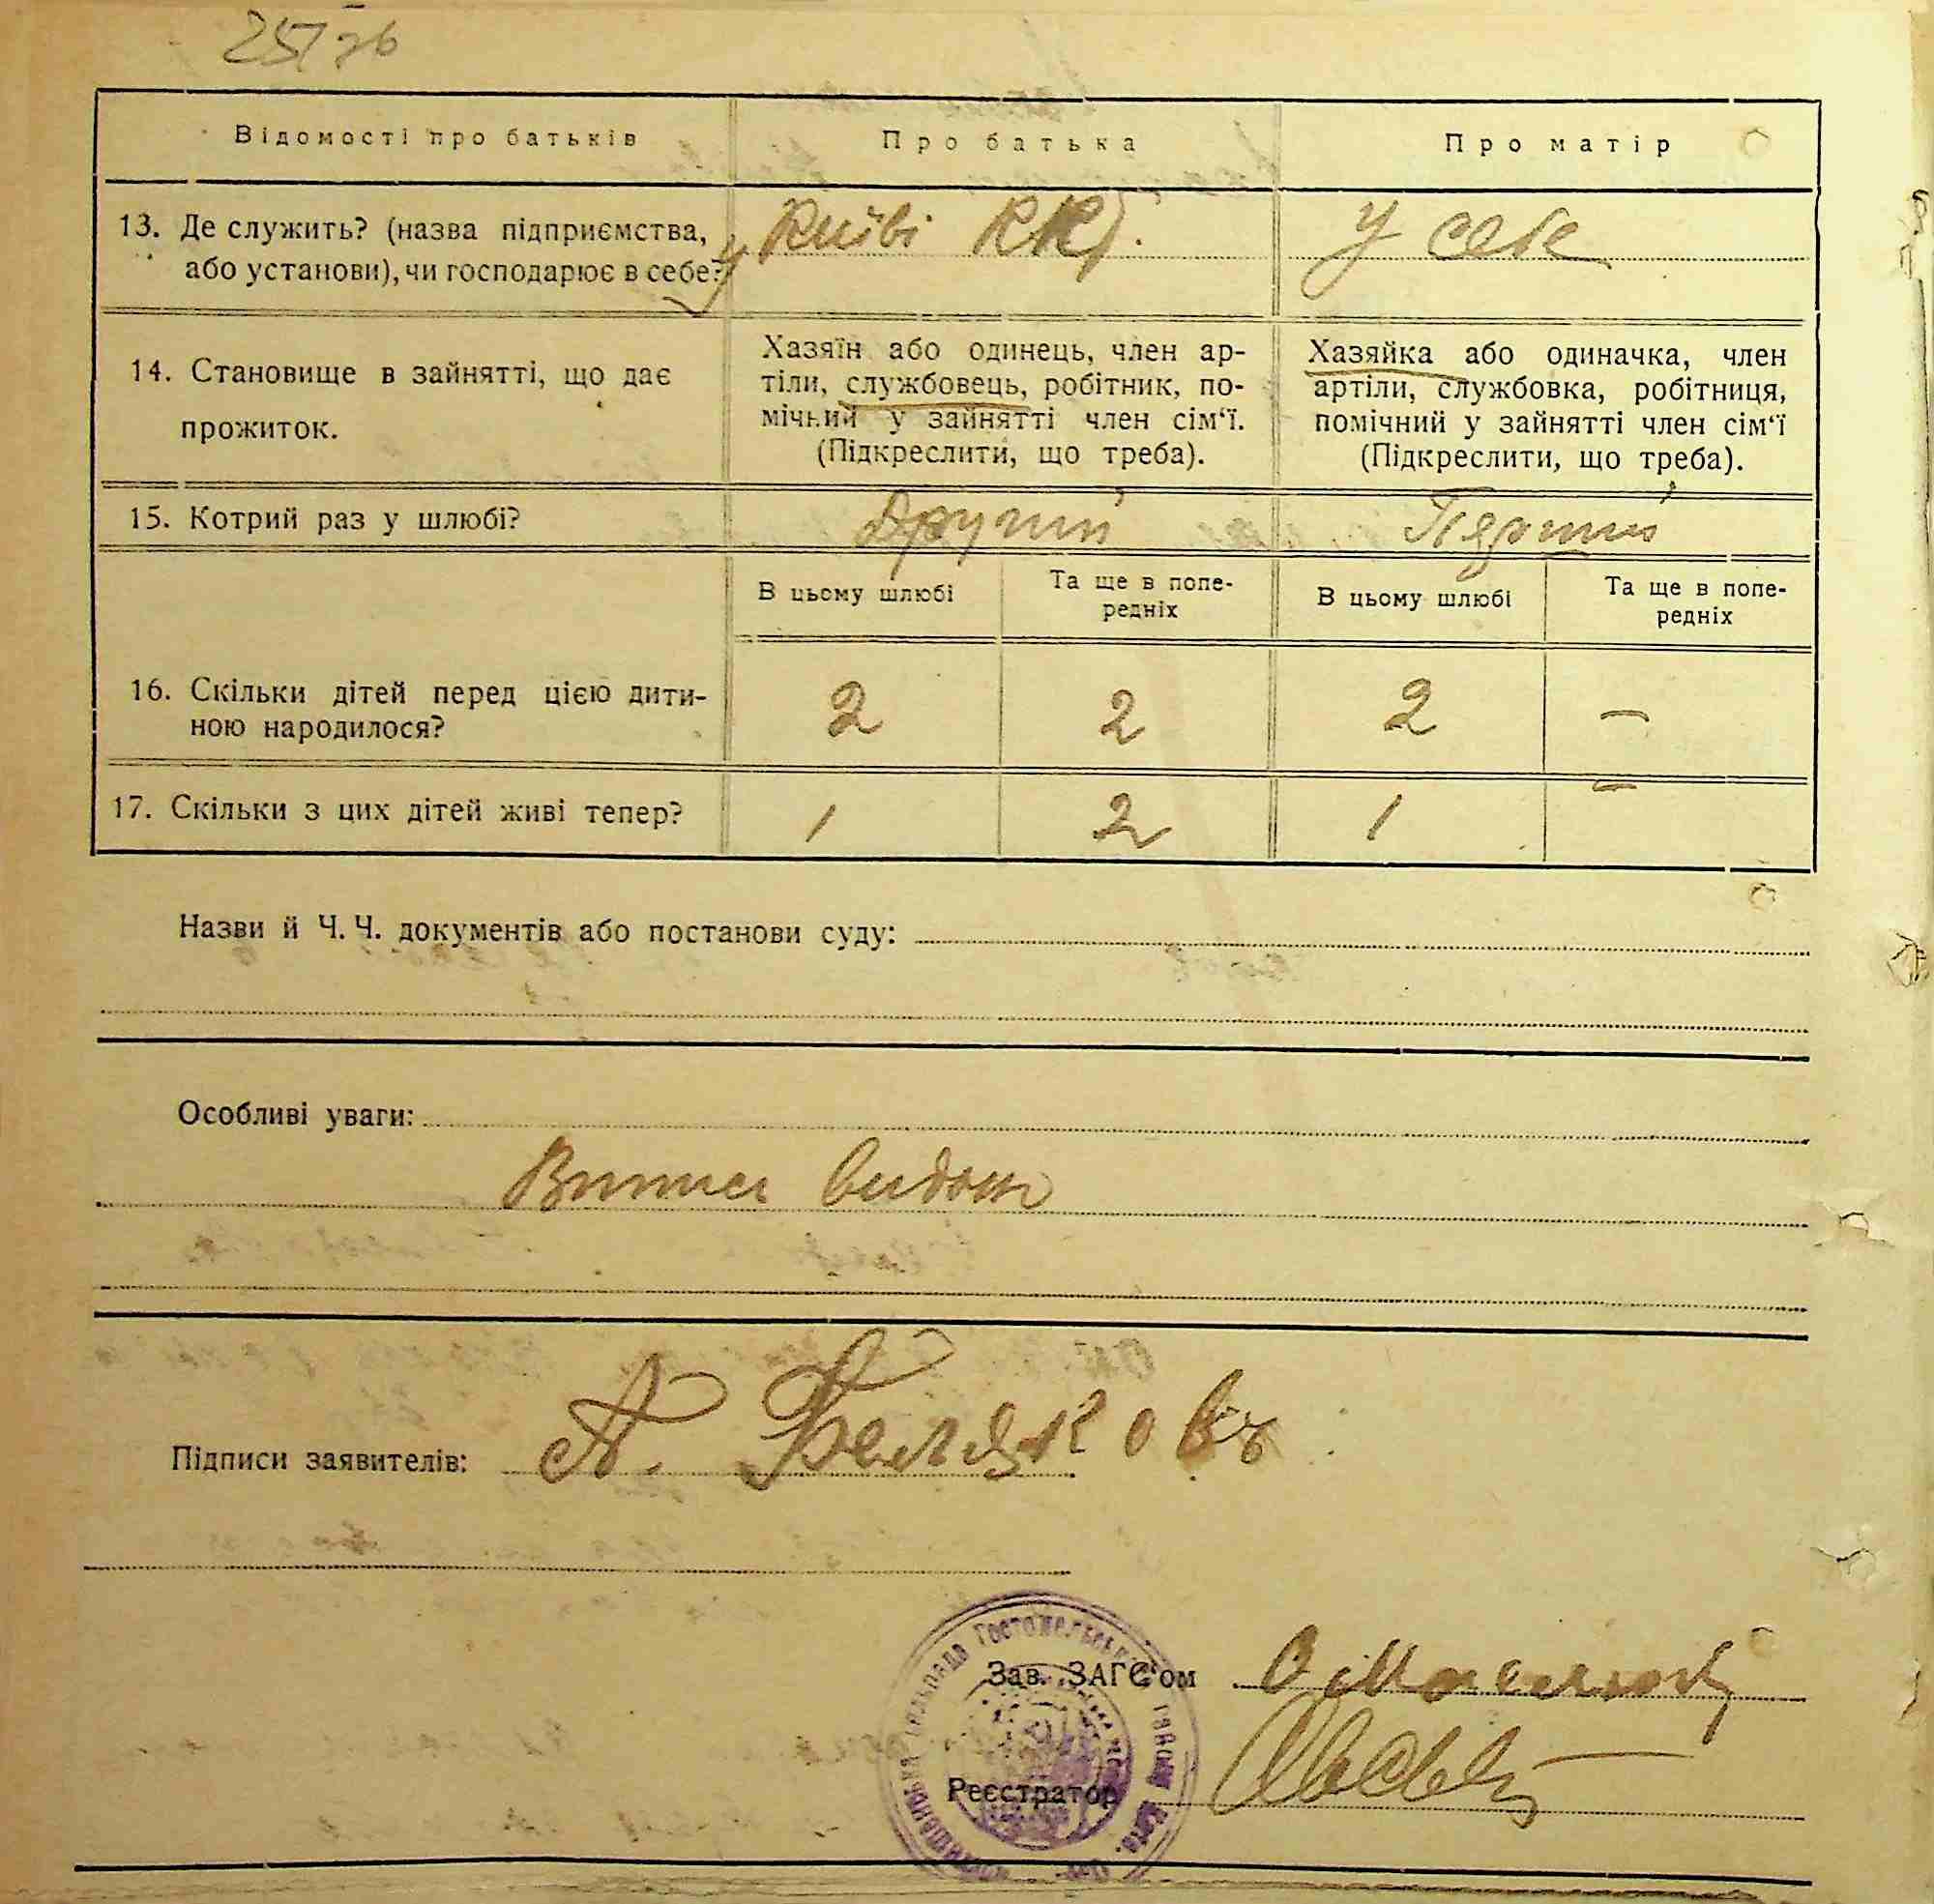 257 зв
Відомості про батьків
Про батька
Про матір
13. Де служить? (назва підприємства, або установи), чи господарює в себе?
у Київі
у себе
14. Становище в зайнятті, що дає
прожиток.
Хазяїн або одинець, член ар-
тіли, службовець, робітник, по-
мічний у зайнятті член сім‘ї.
(Підкреслити, що треба).
Хазяйка або одиначка, член
артіли, службовка, робітниця,
помічний у зайнятті член сім‘ї
(Підкреслити, що треба).
15. Котрий раз у шлюбі?
Другий
Перший
В цьому шлюбі
Та ще в попе-
редніх
В цьому шлюбі
Та ще в попе-
редніх
16. Скільки дітей перед цією дити-
ною народилося?
2
2
2
–
17. Скільки з цих дітей живі тепер?
1
2
1
–
Назви й Ч. Ч. документів або постанови суду:
Особливі уваги:
Підписи заявителів: А.
Зав. ЗАГС‘ом
Реєстратор